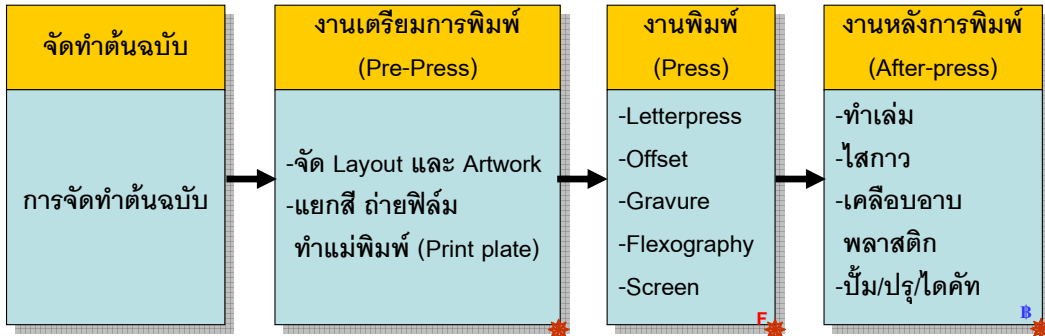 จัดทำต้นฉบับ
การจัดทำต้นฉบับ
งานเตรียมการพิมพ์
(Pre-Press)
-จัด Layout และ Artwork
-แยกสี ถ่ายฟิล์ม
ทำแม่พิมพ์ (Print plate)
งานพิมพ์
(Press)
-Letterpress
-Offset
-Gravure
-Flexography
-Screen
F
งานหลังการพิมพ์
(After-press)
-ทำเล่ม
-ไสกาว
-เคลือบอาบ
พลาสติก
-ปั๊ม/ปรุ/ไดคัท
B